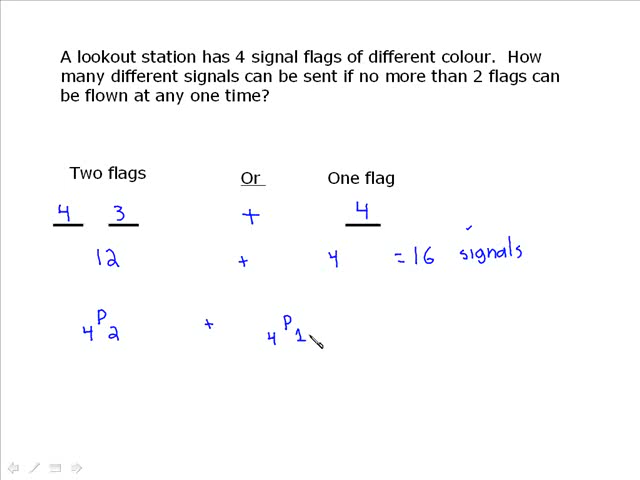 A lookout station has 4 signal flags of different colour. How
many different signals can be sent if no more than 2 flags can
be flown at any one time?
Two flags Or One flag
4 3 + 4
12 + 4 = 16 signals
4P2 + 4P1